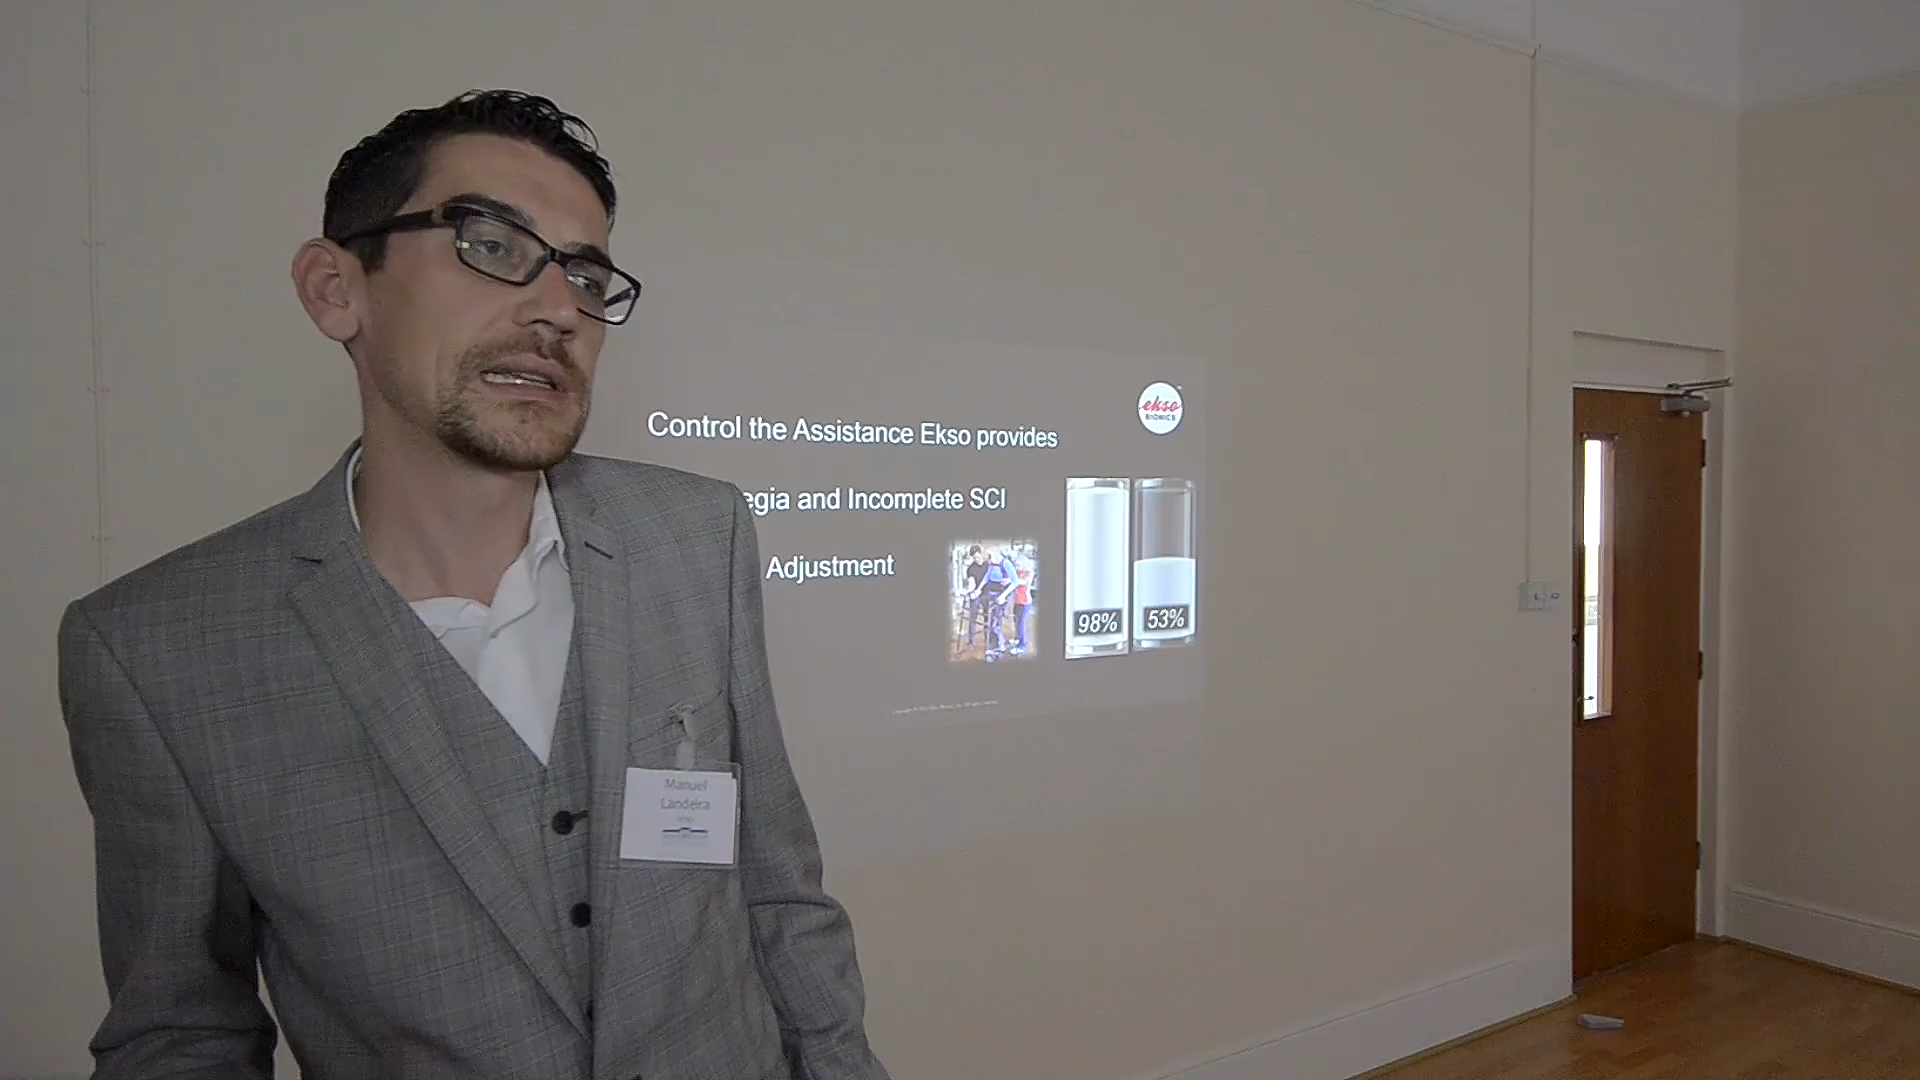 Control the Assistance Ekso provides
egia and Incomplete SCI
Adjustment
ekso
BIONICS
98%
53%
Manuel
Landeira